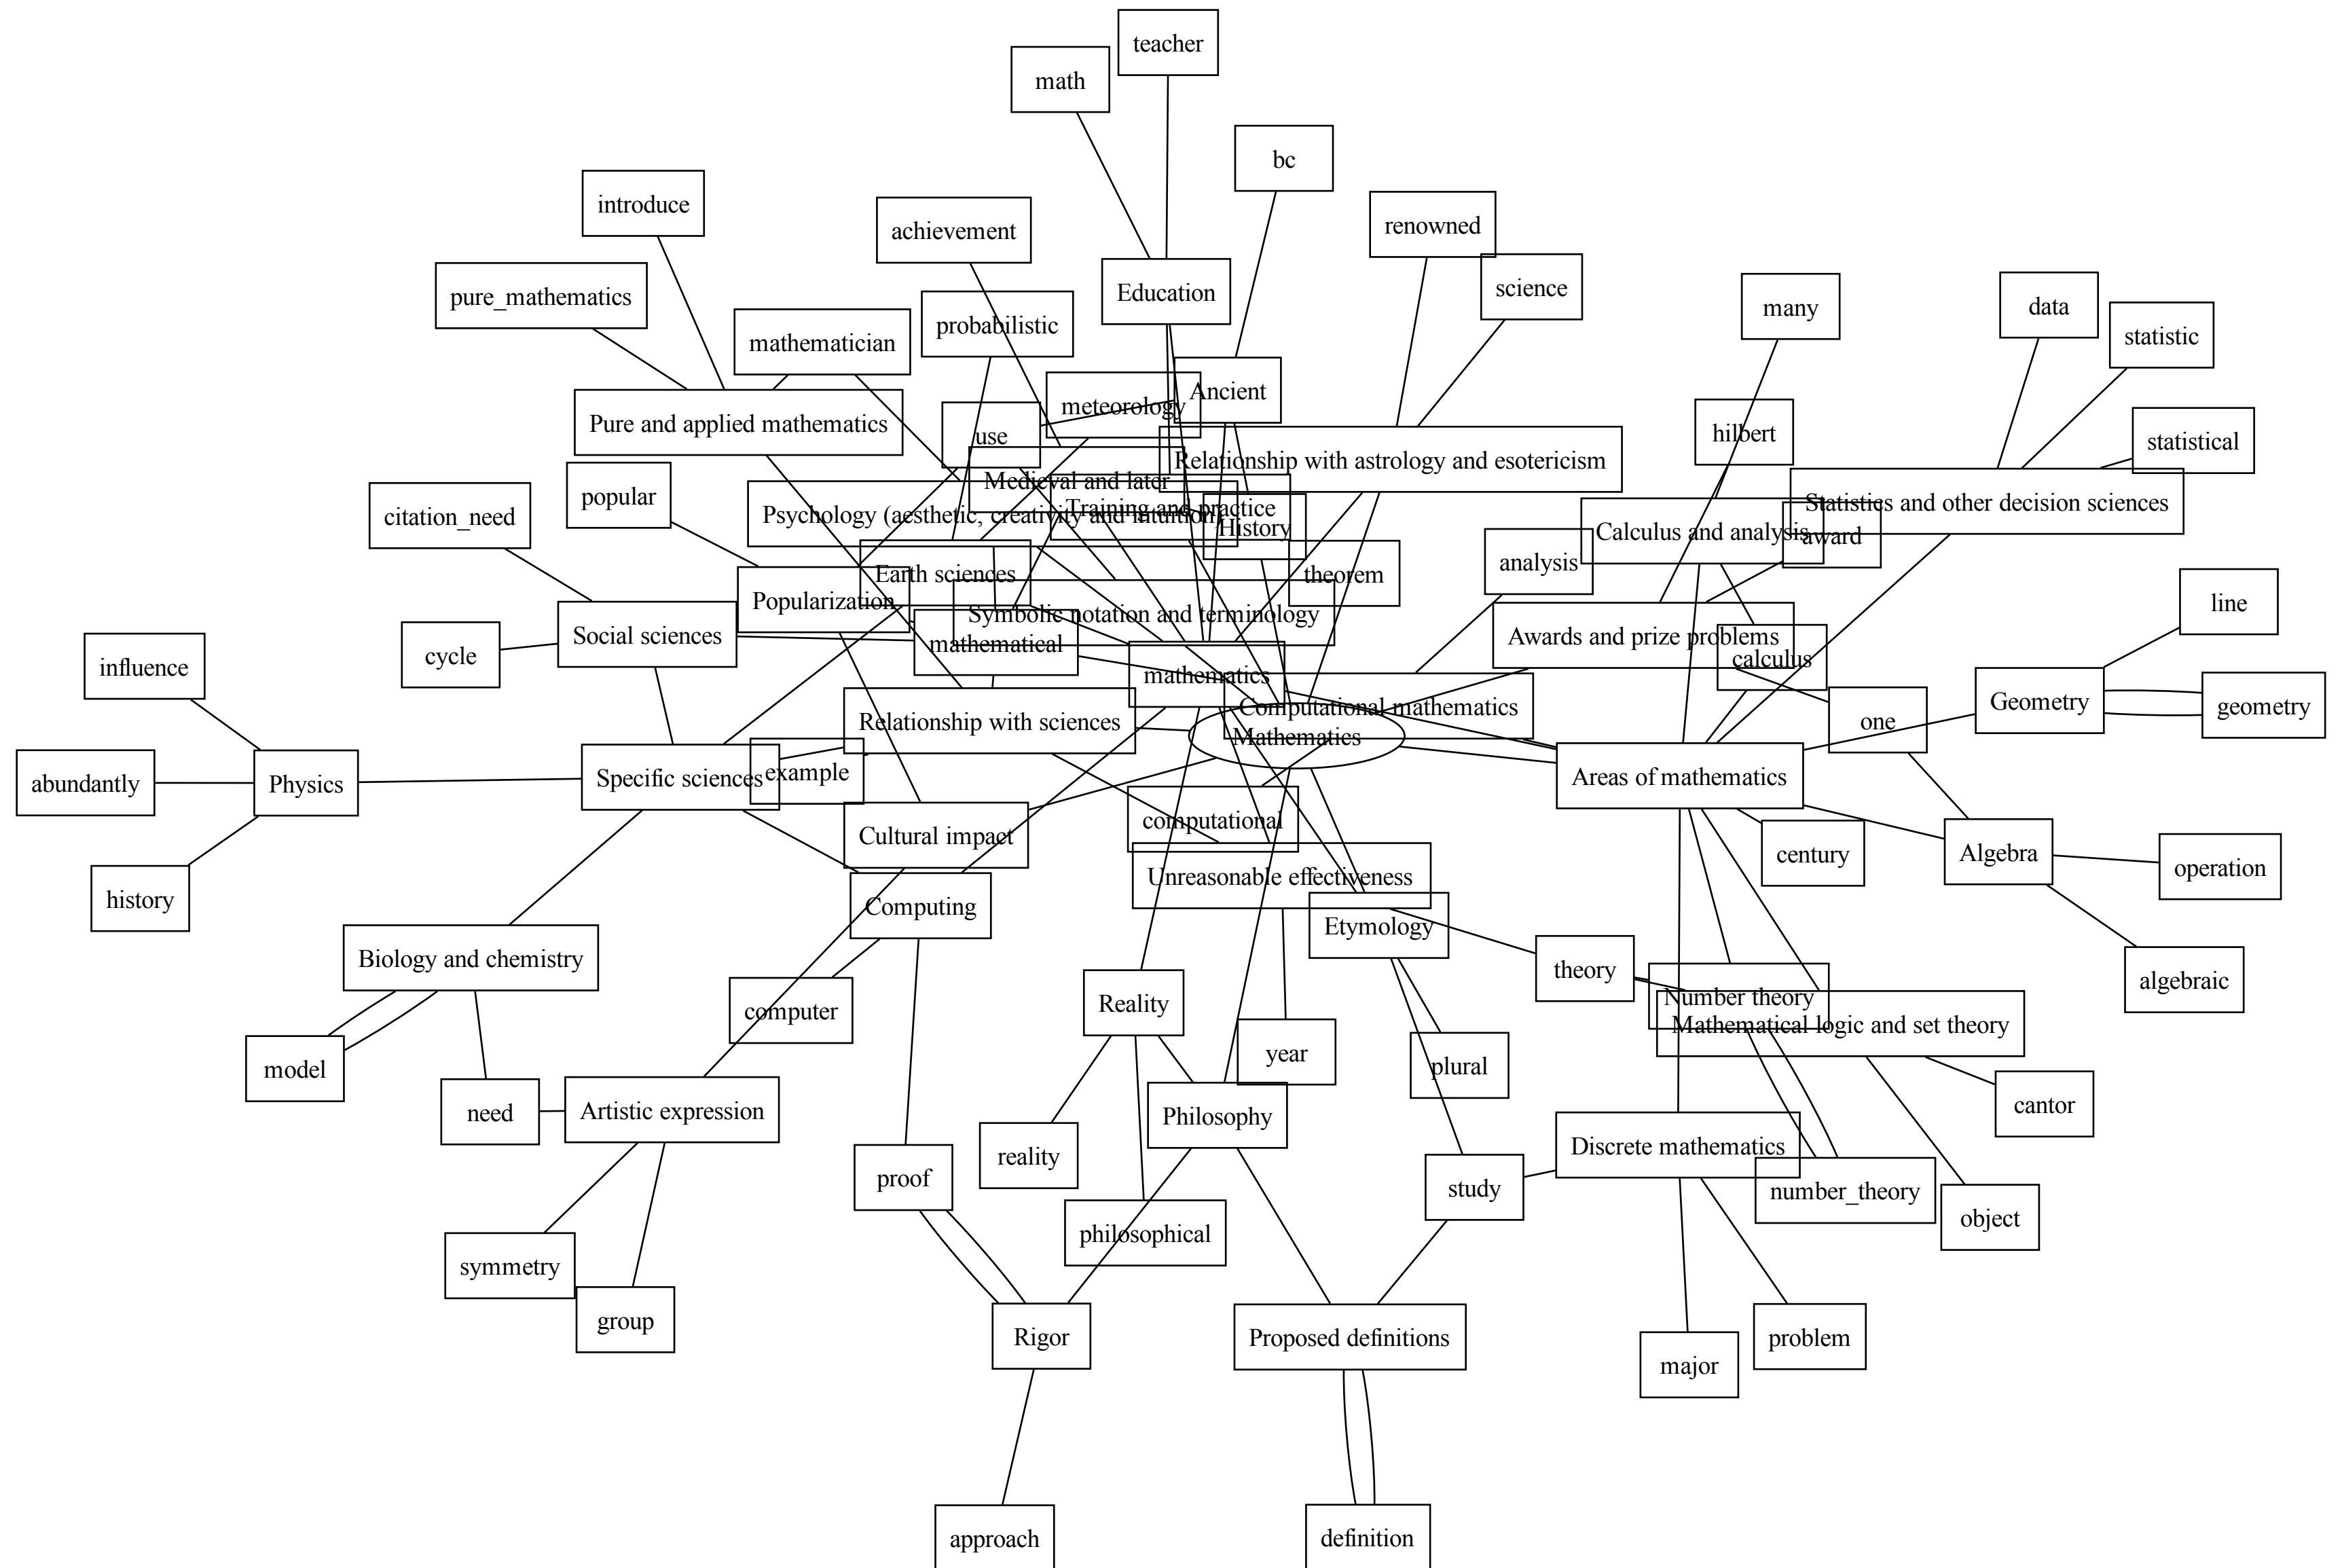 teacher
math
bc
introduce
renowned
achievement
science
Education
pure_mathematics
many
data
probabilistic
statistic
mathematician
Ancient
meteorology
Pure and applied mathematics
hilbert
use
statistical
Relationship with astrology and esotericism
Medieval and later
popular
Statistics and other decision sciences
Training and practice
citation_need
Psychology (aesthetic, creativity and intuition)
History
Calculus and analysis
award
analysis
Earth sciences
theorem
Popularization
line
Symbolic notation and terminology
Social sciences
Awards and prize problems
mathematical
cycle
calculus
influence
mathematics
Geometry
geometry
Computational mathematics
Relationship with sciences
one
Mathematics
example
Specific sciences
Areas of mathematics
abundantly
Physics
computational
Cultural impact
century
Algebra
operation
Unreasonable effectiveness
history
Computing
Etymology
Biology and chemistry
theory
algebraic
Number theory
Reality
computer
Mathematical logic and set theory
year
plural
model
cantor
need
Artistic expression
Philosophy
Discrete mathematics
reality
proof
study
number_theory
object
philosophical
symmetry
group
Rigor
Proposed definitions
problem
major
approach
definition